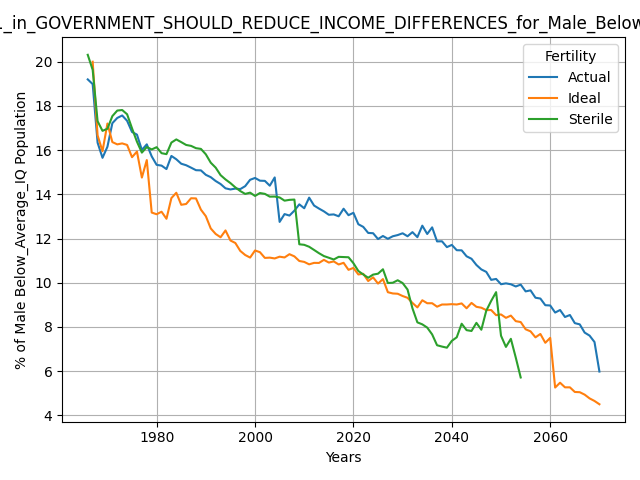 _in_GOVERNMENT_SHOULD_REDUCE_INCOME_DIFFERENCES_for_Male_Below
20
18
16
14
12
10
8
6
4
% of Male Below_Average_IQ Population
Fertility
Actual
Ideal
Sterile
1980
2000
2020
2040
2060
Years